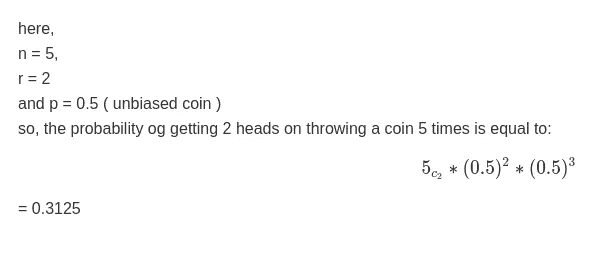 here,
n = 5,
r = 2
and p = 0.5 ( unbiased coin )
so, the probability og getting 2 heads on throwing a coin 5 times is equal to:
5_{c_2} * (0.5)^2 * (0.5)^3
= 0.3125